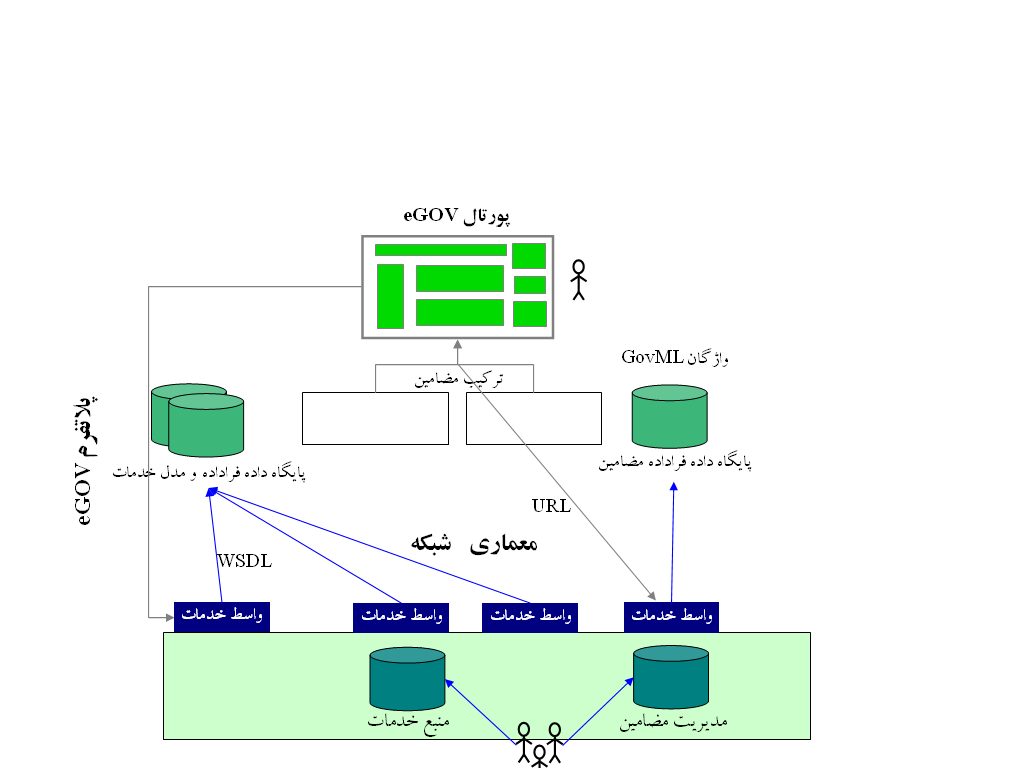 پورتال eGOV
واژگان GovML
ترکیب مضامین
پلاتفرم eGOV
پایگاه داده فراداده مضامین
پایگاه داده فراداده و مدل خدمات
URL
معماری شبکه
WSDL
واسط خدمات
واسط خدمات
واسط خدمات
واسط خدمات
مدیریت مضامین
منبع خدمات